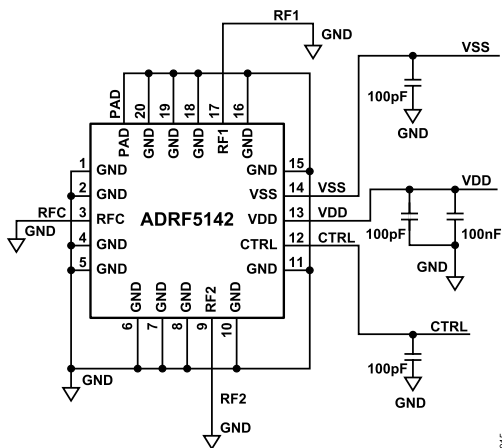 RF1
GND
VSS
100pF
GND
PAD
20
19
18
17
16
PAD
GND
GND
GND
RF1
GND
1
GND
2
GND
RFC
3
RFC
GND
4
GND
5
GND
ADRF5142
GND
15
VSS
14
VSS
VDD
13
VDD
CTRL
12
CTRL
GND
11
VDD
100pF
100nF
GND
GND
GND
GND
RF2
GND
6
7
8
9
10
CTRL
100pF
GND
GND
RF2
GND